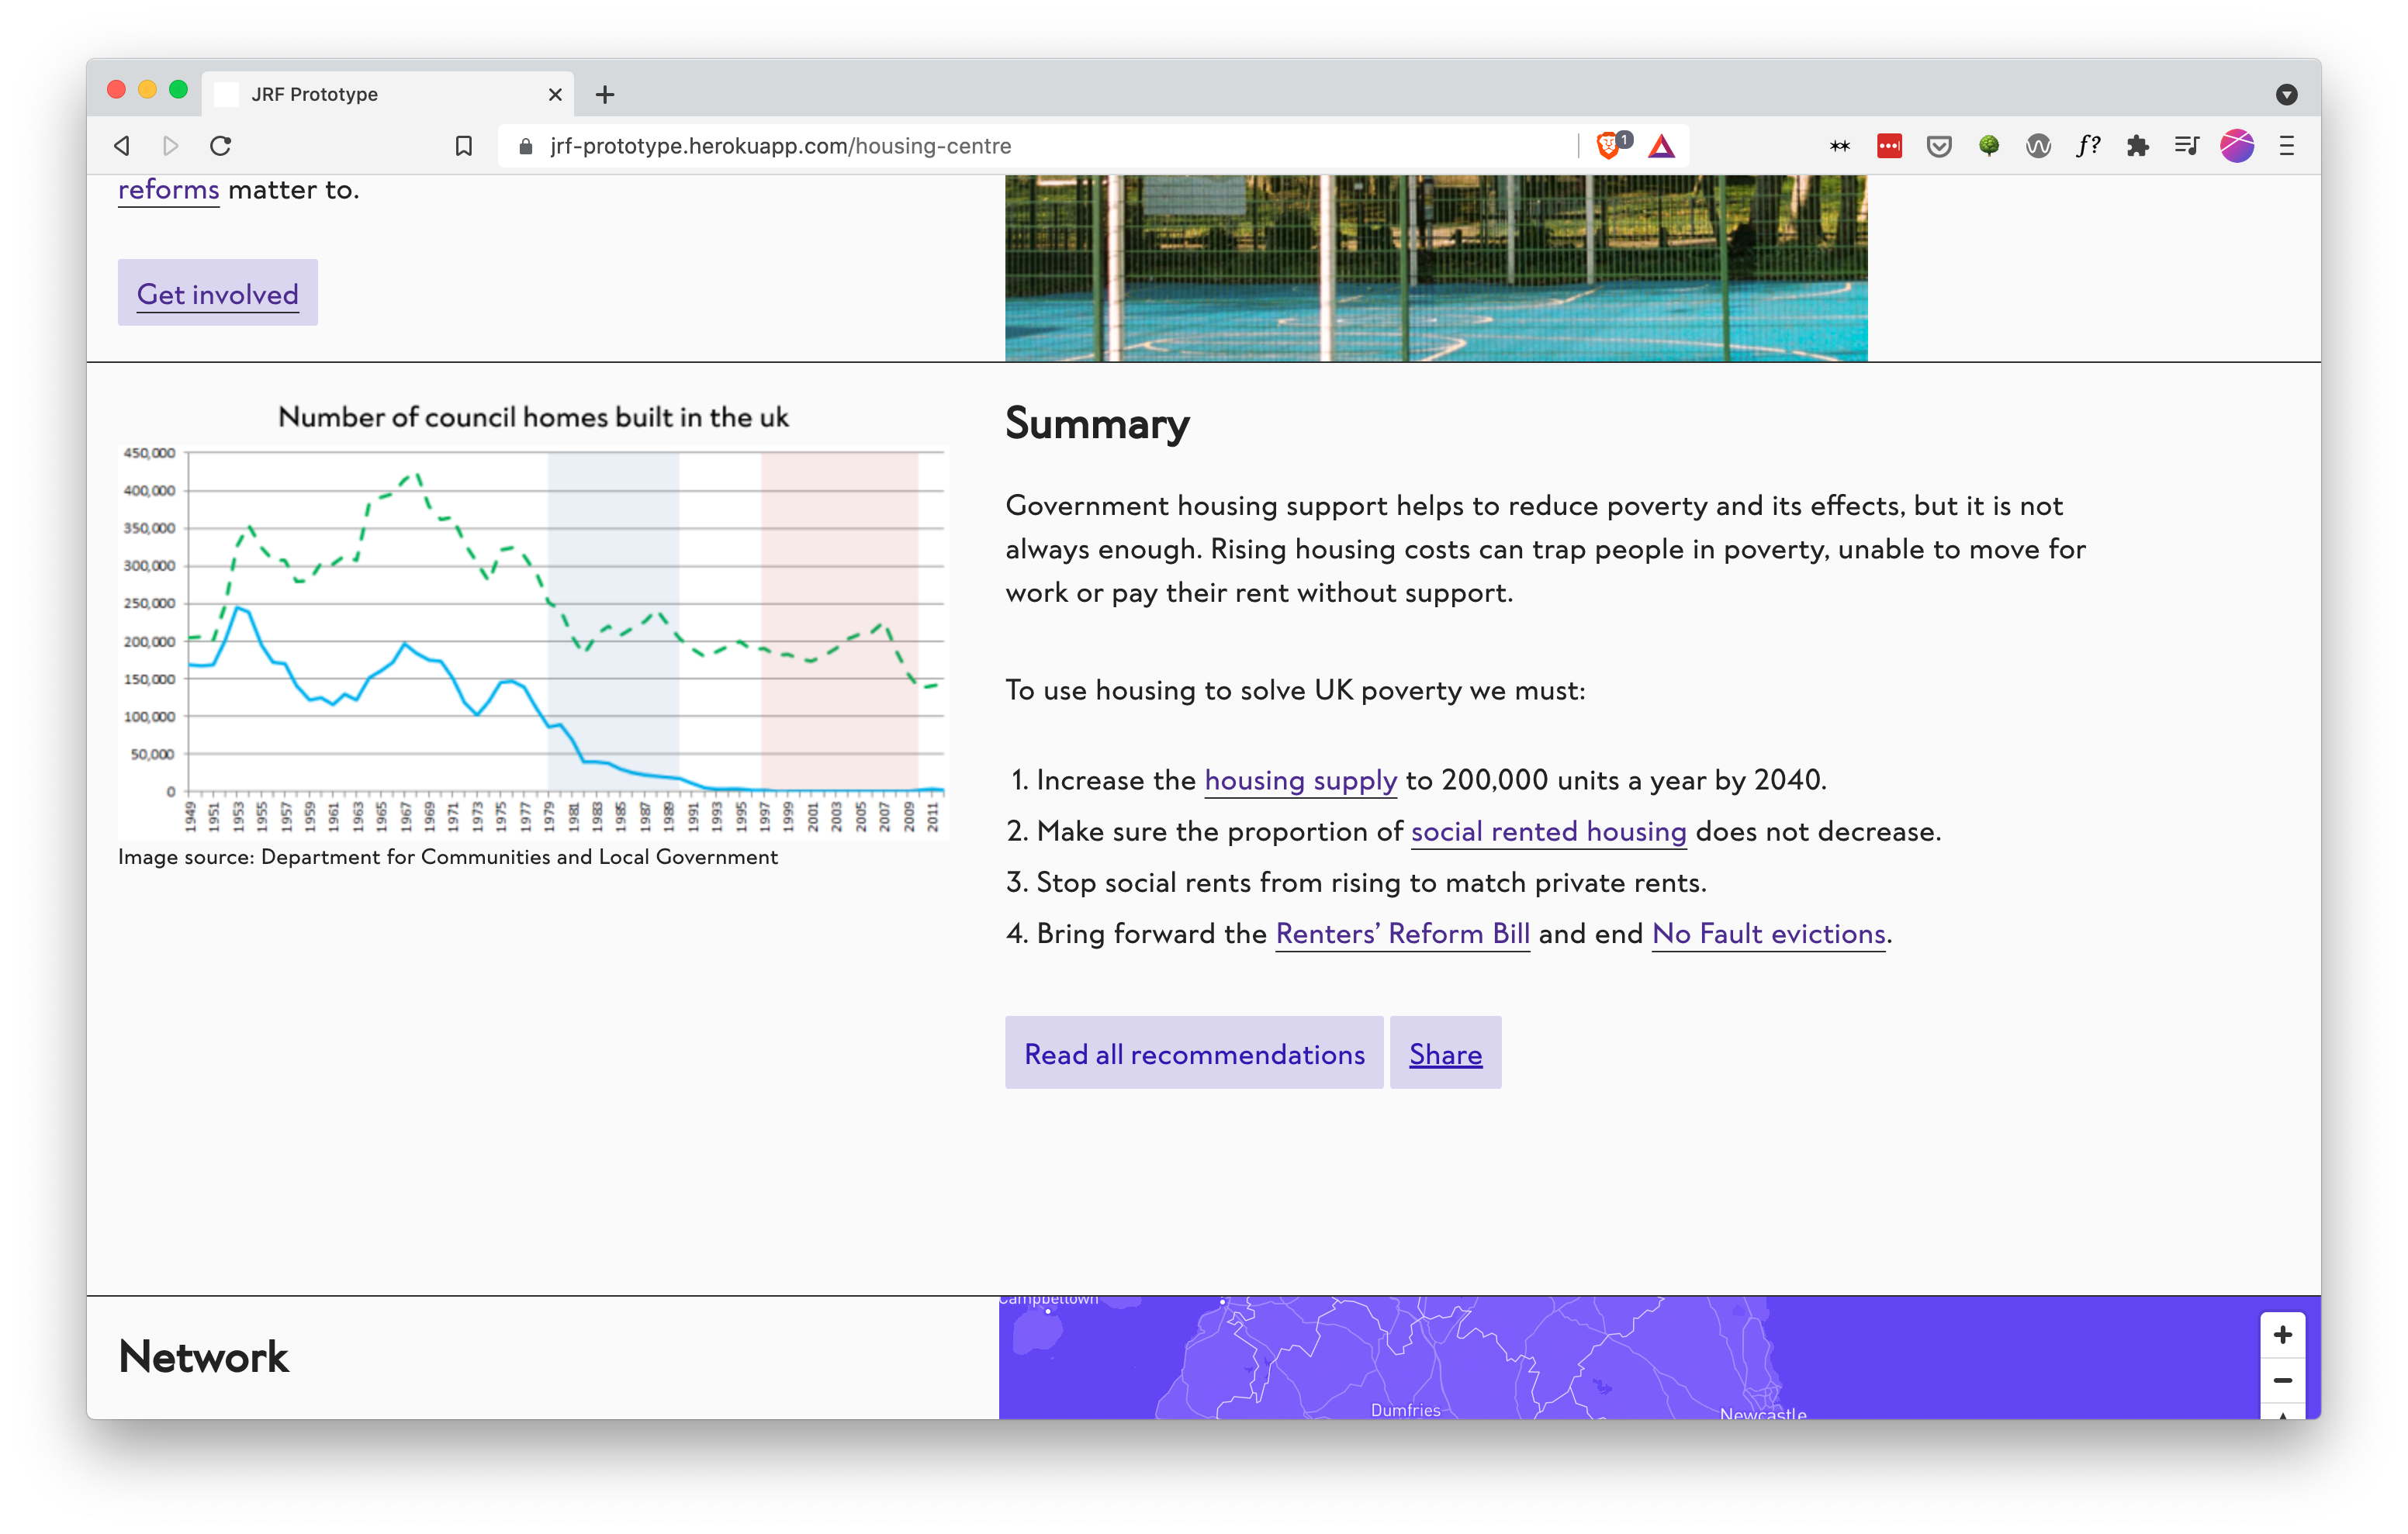 JRF Prototype
jrf-prototype.herokuapp.com/housing-centre
1
f?
reforms matter to.
Get involved
Number of council homes built in the uk
450,000
400,000
350,000
300,000
250,000
200,000
150,000
100,000
50,000
0
1949 1951 1953 1955 1957 1959 1961 1963 1965 1967 1969 1971 1973 1975 1977 1979 1981 1983 1985 1987 1989 1991 1993 1995 1997 1999 2001 2003 2005 2007 2009 2011
Image source: Department for Communities and Local Government
Summary
Government housing support helps to reduce poverty and its effects, but it is not
always enough. Rising housing costs can trap people in poverty, unable to move for
work or pay their rent without support.
To use housing to solve UK poverty we must:
1. Increase the housing supply to 200,000 units a year by 2040.
2. Make sure the proportion of social rented housing does not decrease.
3. Stop social rents from rising to match private rents.
4. Bring forward the Renters’ Reform Bill and end No Fault evictions.
Read all recommendations
Share
Network
Campbeltown
Dumfries
Newcastle